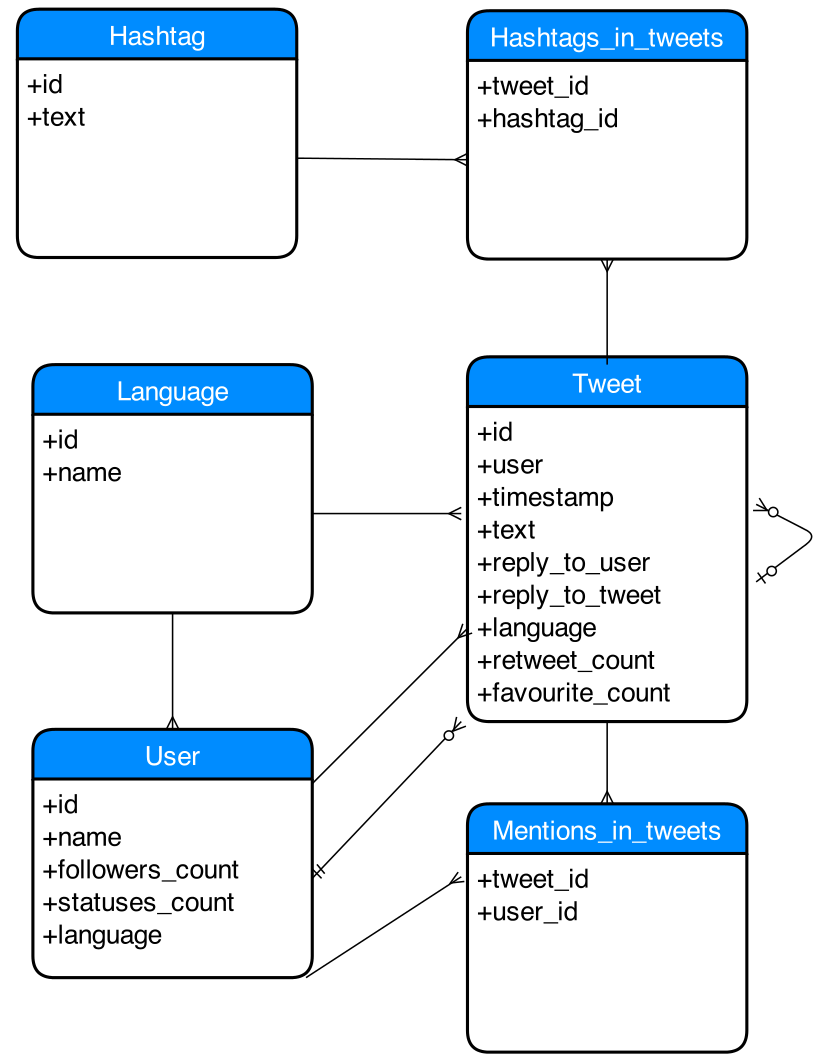 Hashtag
+id
+text
Hashtags_in_tweets
+tweet_id
+hashtag_id
Language
+id
+name
Tweet
+id
+user
+timestamp
+text
+reply_to_user
+reply_to_tweet
+language
+retweet_count
+favourite_count
User
+id
+name
+followers_count
+statuses_count
+language
Mentions_in_tweets
+tweet_id
+user_id